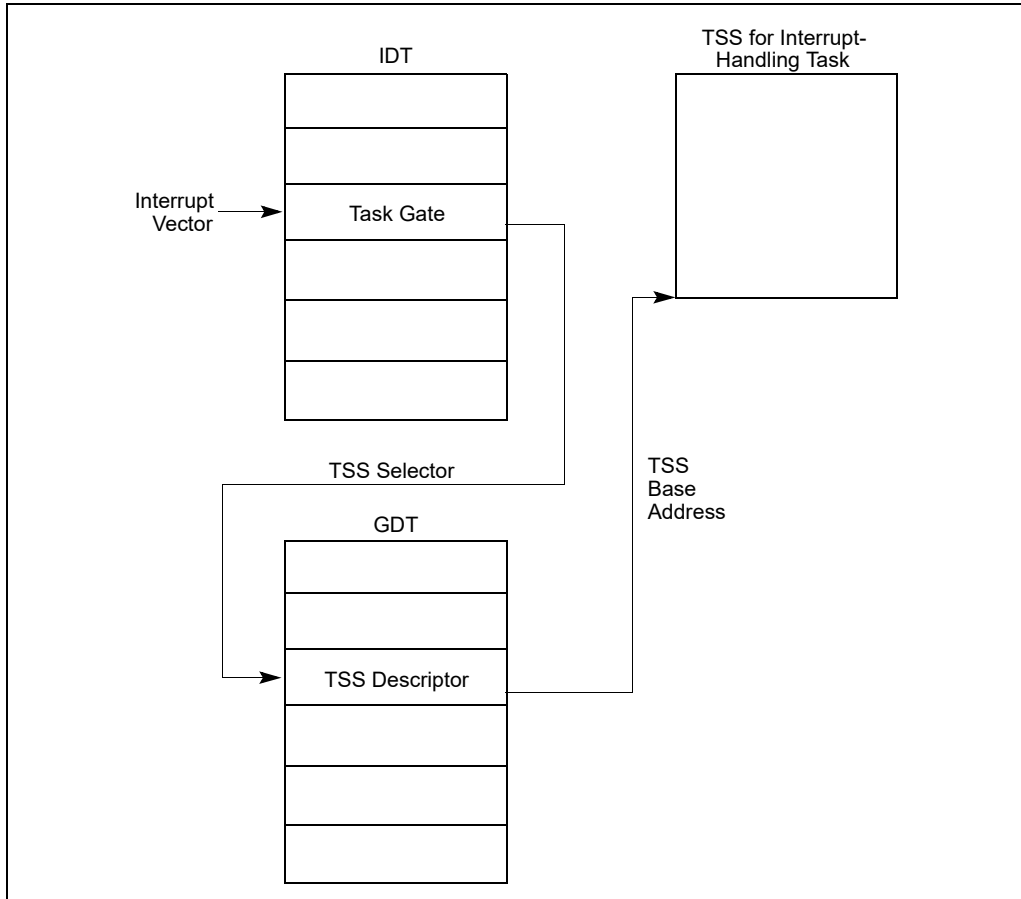 IDT
TSS for Interrupt-
Handling Task
Interrupt
Vector
Task Gate
TSS Selector
TSS
Base
Address
GDT
TSS Descriptor